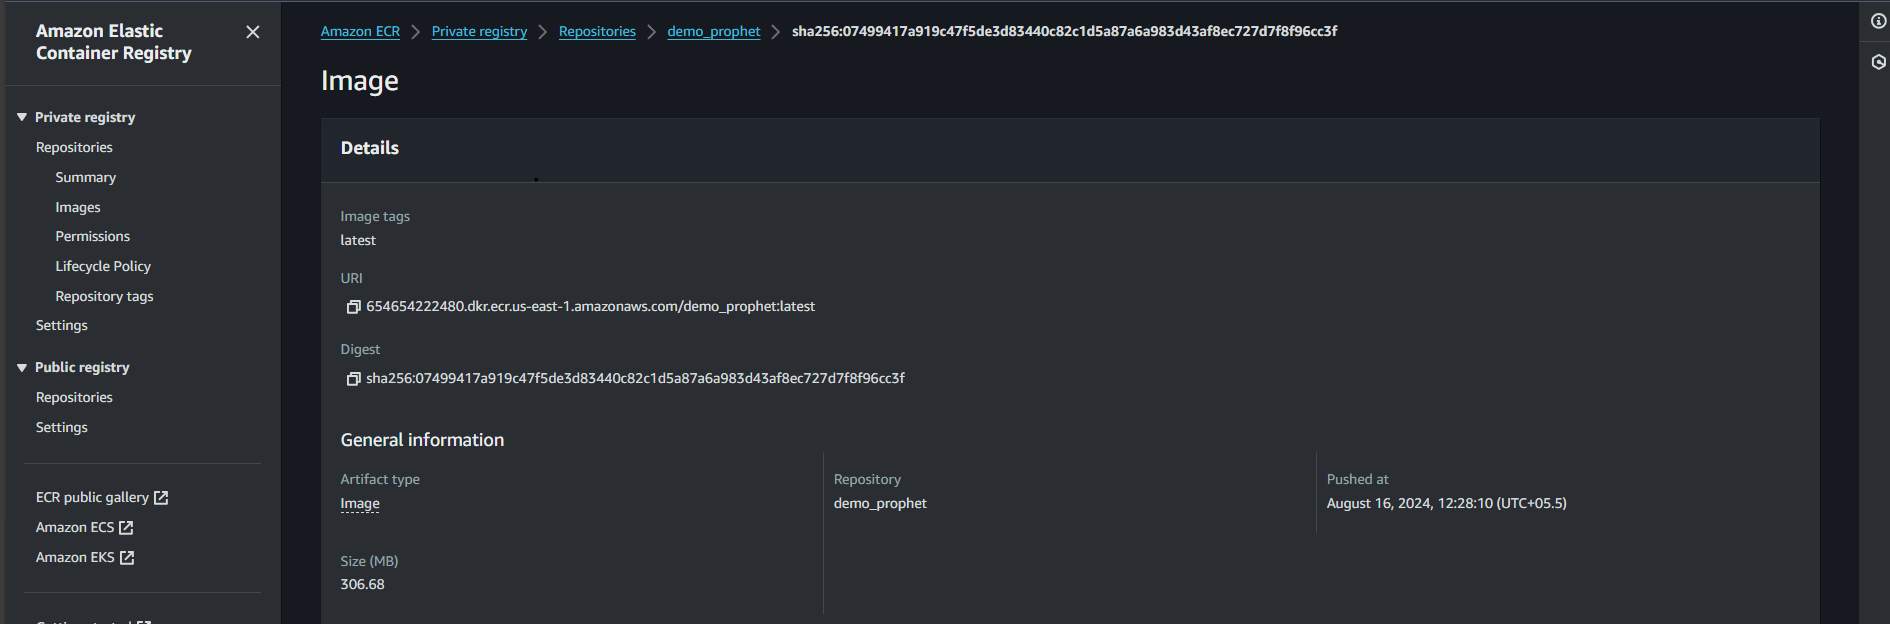 Amazon Elastic
Container Registry
Private registry
Repositories
Summary
Images
Permissions
Lifecycle Policy
Repository tags
Settings
Public registry
Repositories
Settings
ECR public gallery
Amazon ECS
Amazon EKS
Amazon ECR > Private registry > Repositories > demo_prophet > sha256:07499417a919c47f5de3d83440c82c1d5a87a6a983d43af8ec727d7f8f96cc3f
Image
Details
Image tags
latest
URI
654654222480.dkr.ecr.us-east-1.amazonaws.com/demo_prophet:latest
Digest
sha256:07499417a919c47f5de3d83440c82c1d5a87a6a983d43af8ec727d7f8f96cc3f
General information
Artifact type
Image
Repository
demo_prophet
Pushed at
August 16, 2024, 12:28:10 (UTC+05.5)
Size (MB)
306.68